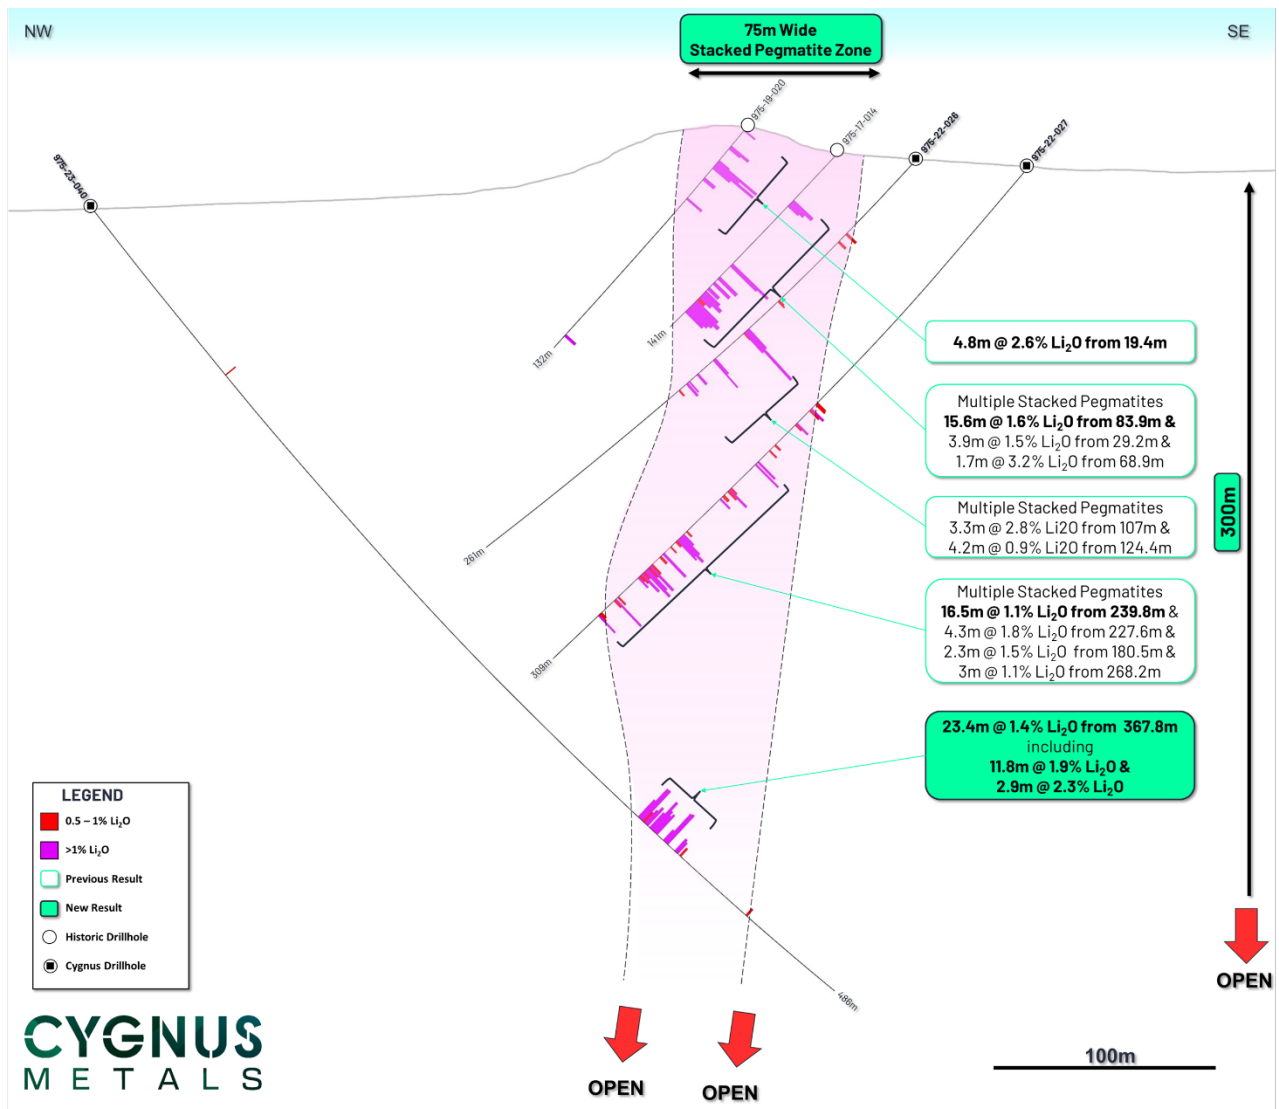 NW
75m Wide
Stacked Pegmatite Zone
SE
975-19-020
975-17-014
975-22-026
975-22-027
975-23-040
132m
141m
261m
309m
486m
4.8m @ 2.6% Li2O from 19.4m
Multiple Stacked Pegmatites
15.6m @ 1.6% Li2O from 83.9m &
3.9m @ 1.5% Li2O from 29.2m &
1.7m @ 3.2% Li2O from 68.9m
Multiple Stacked Pegmatites
3.3m @ 2.8% Li2O from 107m &
4.2m @ 0.9% Li2O from 124.4m
Multiple Stacked Pegmatites
16.5m @ 1.1% Li2O from 239.8m &
4.3m @ 1.8% Li2O from 227.6m &
2.3m @ 1.5% Li2O from 180.5m &
3m @ 1.1% Li2O from 268.2m
23.4m @ 1.4% Li2O from 367.8m
including
11.8m @ 1.9% Li2O &
2.9m @ 2.3% Li2O
300m
OPEN
LEGEND
0.5 – 1% Li2O
>1% Li2O
Previous Result
New Result
Historic Drillhole
Cygnus Drillhole
CYGNUS
METALS
OPEN
OPEN
100m